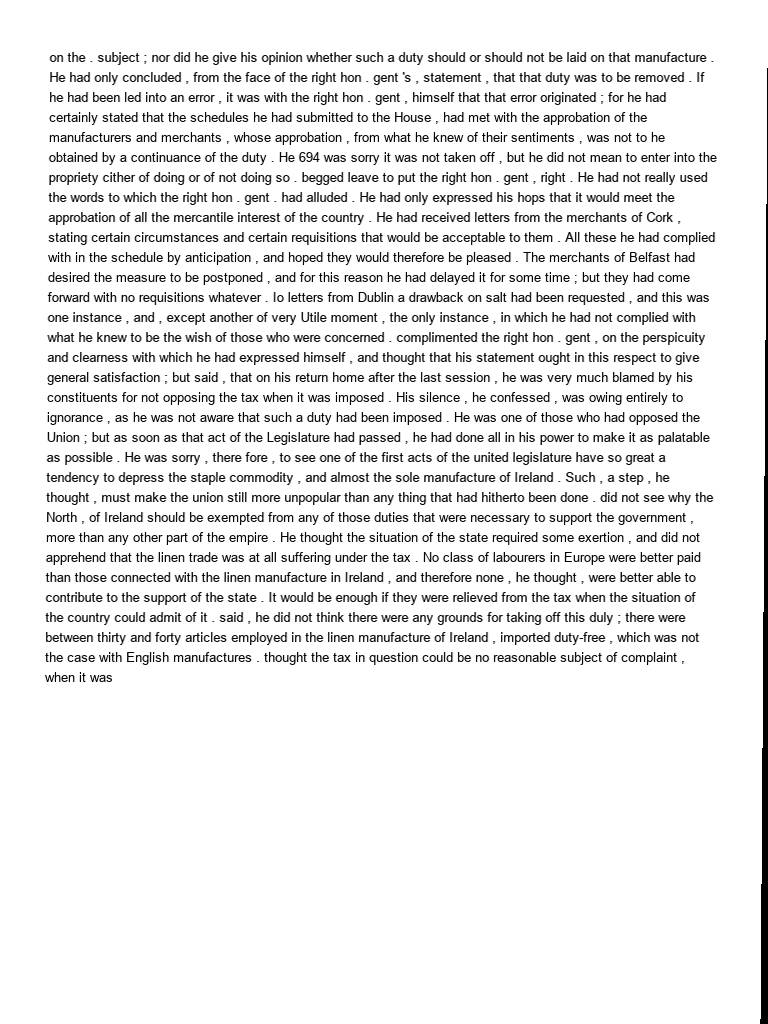 on the . subject ; nor did he give his opinion whether such a duty should or should not be laid on that manufacture .
He had only concluded , from the face of the right hon . gent 's , statement , that that duty was to be removed . If
he had been led into an error , it was with the right hon . gent , himself that that error originated ; for he had
certainly stated that the schedules he had submitted to the House , had met with the approbation of the
manufacturers and merchants , whose approbation , from what he knew of their sentiments , was not to he
obtained by a continuance of the duty . He 694 was sorry it was not taken off , but he did not mean to enter into the
propriety cither of doing or of not doing so . begged leave to put the right hon . gent , right . He had not really used
the words to which the right hon . gent . had alluded . He had only expressed his hops that it would meet the
approbation of all the mercantile interest of the country . He had received letters from the merchants of Cork ,
stating certain circumstances and certain requisitions that would be acceptable to them . All these he had complied
with in the schedule by anticipation , and hoped they would therefore be pleased . The merchants of Belfast had
desired the measure to be postponed , and for this reason he had delayed it for some time ; but they had come
forward with no requisitions whatever . Io letters from Dublin a drawback on salt had been requested , and this was
one instance , and , except another of very Utile moment , the only instance , in which he had not complied with
what he knew to be the wish of those who were concerned . complimented the right hon . gent , on the perspicuity
and clearness with which he had expressed himself , and thought that his statement ought in this respect to give
general satisfaction ; but said , that on his return home after the last session , he was very much blamed by his
constituents for not opposing the tax when it was imposed . His silence , he confessed , was owing entirely to
ignorance , as he was not aware that such a duty had been imposed . He was one of those who had opposed the
Union ; but as soon as that act of the Legislature had passed , he had done all in his power to make it as palatable
as possible . He was sorry , there fore , to see one of the first acts of the united legislature have so great a
tendency to depress the staple commodity , and almost the sole manufacture of Ireland . Such , a step , he
thought , must make the union still more unpopular than any thing that had hitherto been done . did not see why the
North , of Ireland should be exempted from any of those duties that were necessary to support the government ,
more than any other part of the empire . He thought the situation of the state required some exertion , and did not
apprehend that the linen trade was at all suffering under the tax . No class of labourers in Europe were better paid
than those connected with the linen manufacture in Ireland , and therefore none , he thought , were better able to
contribute to the support of the state . It would be enough if they were relieved from the tax when the situation of
the country could admit of it . said , he did not think there were any grounds for taking off this duly ; there were
between thirty and forty articles employed in the linen manufacture of Ireland , imported duty-free , which was not
the case with English manufactures . thought the tax in question could be no reasonable subject of complaint ,
when it was